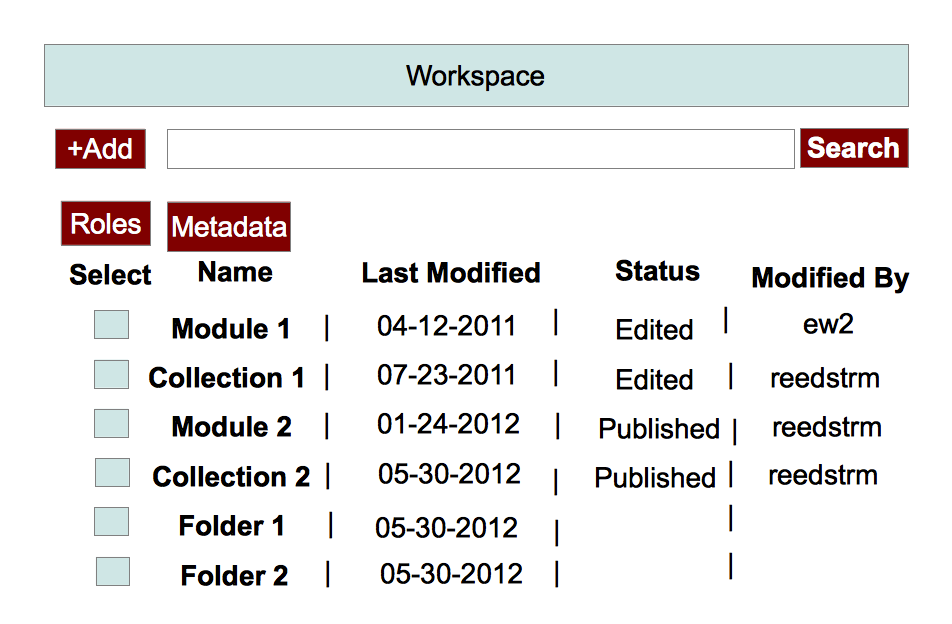 Workspace
+Add Search
Roles Metadata
Select Name Last Modified Status Modified By
Module 1 | 04-12-2011 | Edited | ew2
Collection 1 | 07-23-2011 | Edited | reedstrm
Module 2 | 01-24-2012 | Published | reedstrm
Collection 2 | 05-30-2012 | Published | reedstrm
Folder 1 | 05-30-2012 | |
Folder 2 | 05-30-2012 | |